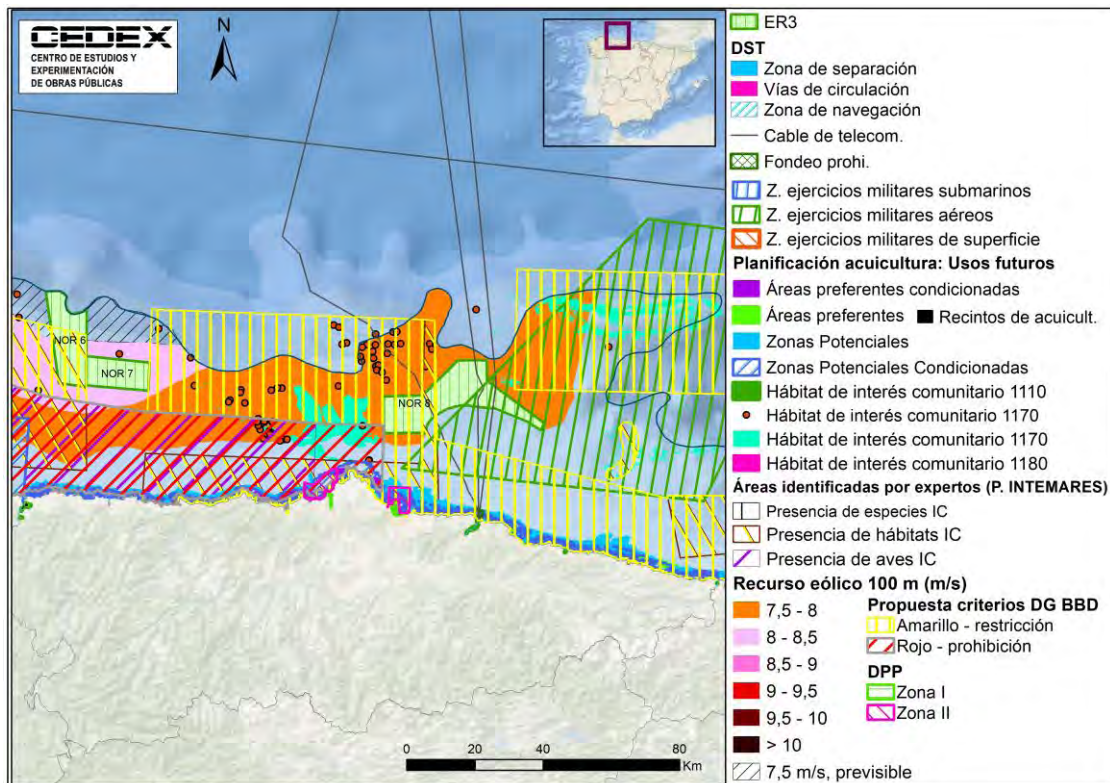 CEDEX
CENTRO DE ESTUDIOS Y
EXPERIMENTACIÓN
DE OBRAS PÚBLICAS
N
NOR 6
NOR 7
NOR 8
0 20 40 60 80
Km
ER3
DST
Zona de separación
Vías de circulación
Zona de navegación
Cable de telecom.
Fondeo prohi.
Z. ejercicios militares submarinos
Z. ejercicios militares aéreos
Z. ejercicios militares de superficie
Planificación acuicultura: Usos futuros
Áreas preferentes condicionadas
Áreas preferentes
Recintos de acuicult.
Zonas Potenciales
Zonas Potenciales Condicionadas
Hábitat de interés comunitario 1110
Hábitat de interés comunitario 1170
Hábitat de interés comunitario 1170
Hábitat de interés comunitario 1180
Áreas identificadas por expertos (P. INTEMARES)
Presencia de especies IC
Presencia de hábitats IC
Presencia de aves IC
Recurso eólico 100 m (m/s)
7,5 - 8
8 - 8,5
8,5 - 9
9 - 9,5
9,5 - 10
> 10
7,5 m/s, previsible
Propuesta criterios DG BBD
Amarillo - restricción
Rojo - prohibición
DPP
Zona I
Zona II